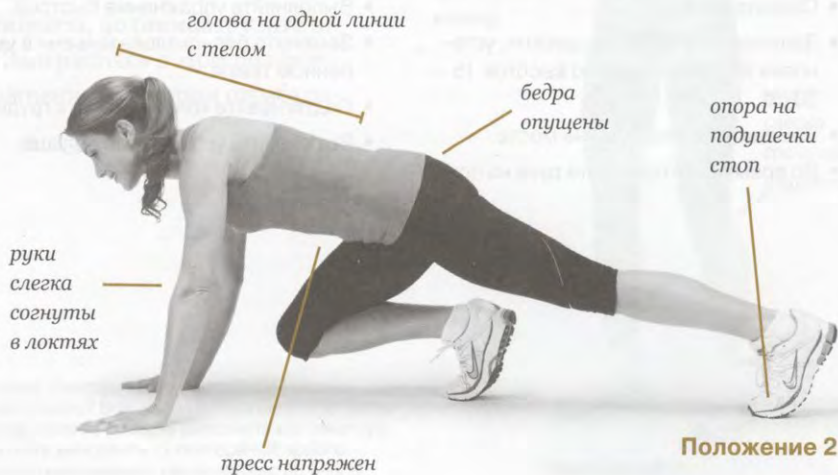 голова на одной линии
с телом
бедра
опущены
опора на
подушечки
стоп
руки
слегка
согнуты
в локтях
пресс напряжен
Положение 2